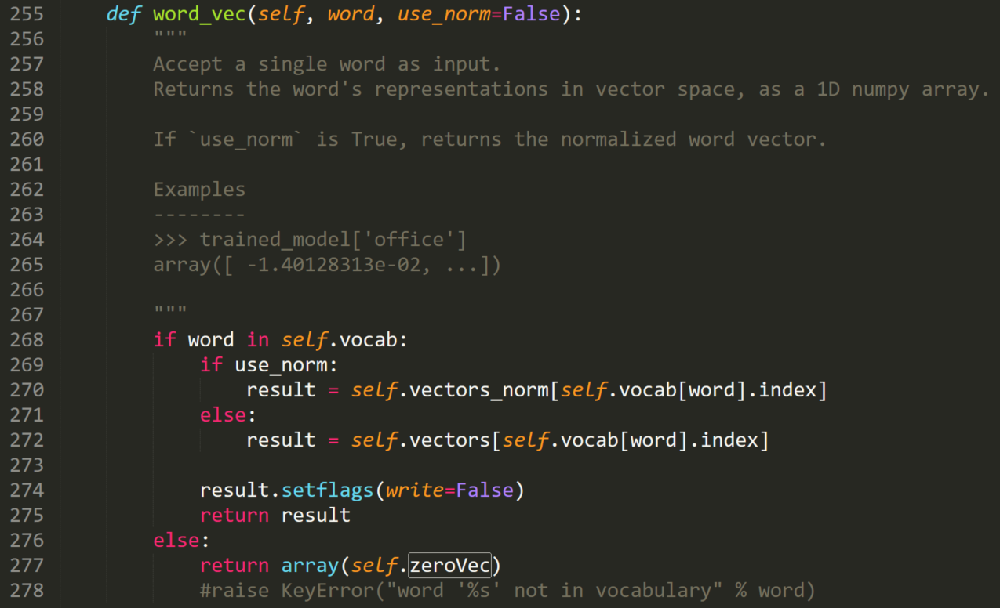 255 def word_vec(self, word, use_norm=False):
256 """
257 Accept a single word as input.
258 Returns the word's representations in vector space, as a 1D numpy array.
259
260 If `use_norm` is True, returns the normalized word vector.
261
262 Examples
263 --------
264 >>> trained_model['office']
265 array([ -1.40128313e-02, ...])
266
267 """
268 if word in self.vocab:
269 if use_norm:
270 result = self.vectors_norm[self.vocab[word].index]
271 else:
272 result = self.vectors[self.vocab[word].index]
273
274 result.setflags(write=False)
275 return result
276 else:
277 return array(self.zeroVec)
278 #raise KeyError("word '%s' not in vocabulary" % word)